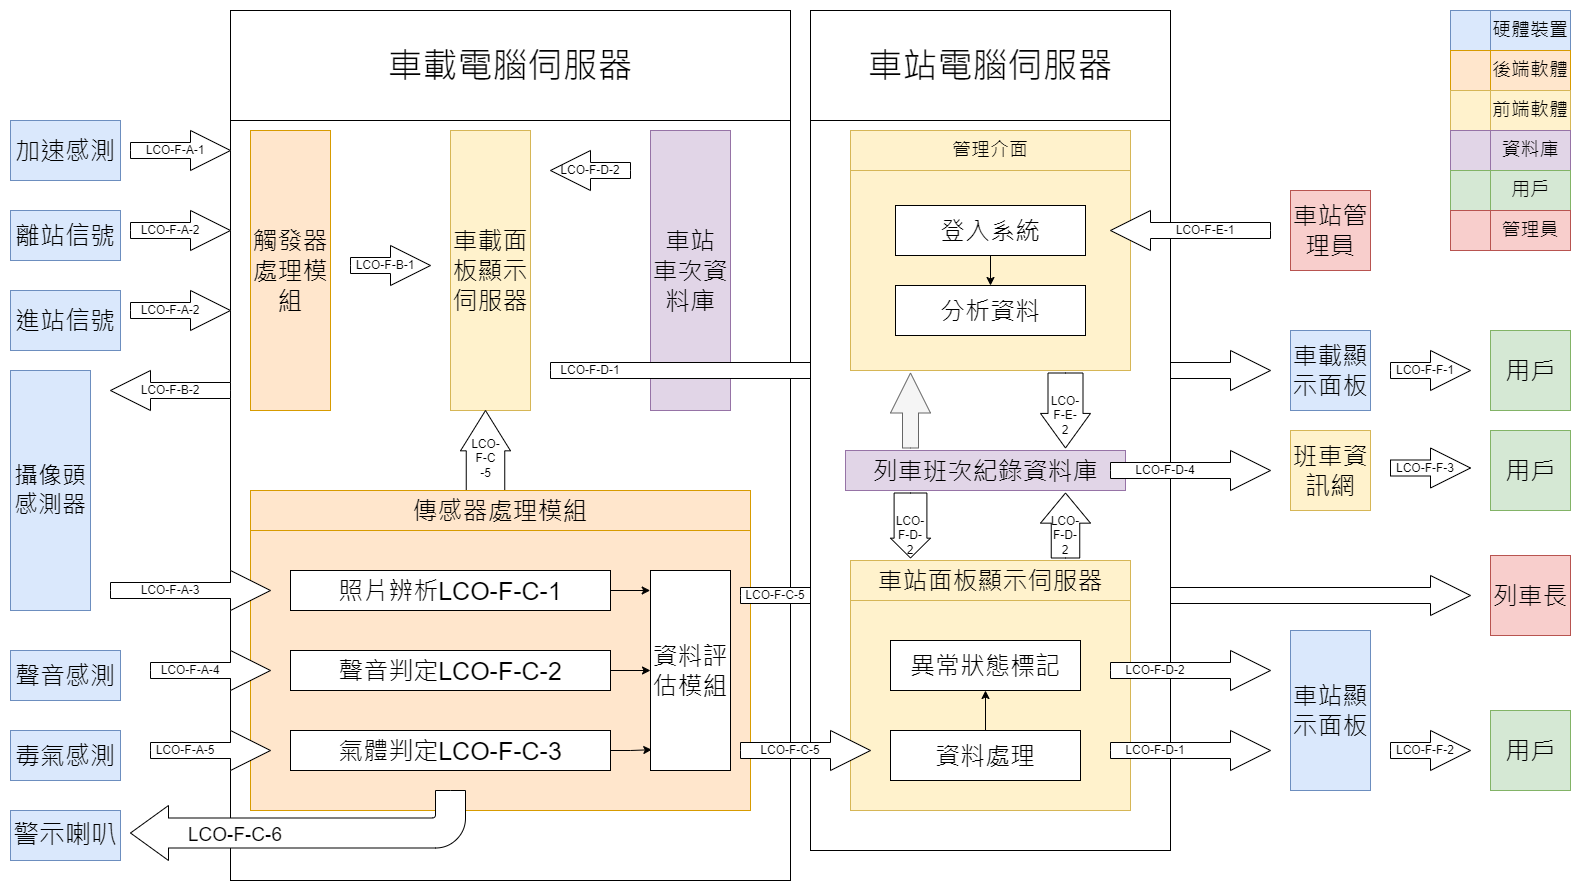 車載電腦伺服器
車站電腦伺服器
硬體裝置
後端軟體
前端軟體
資料庫
用戶
管理員
加速感測
LCO-F-A-1
離站信號
LCO-F-A-2
進站信號
LCO-F-A-2
LCO-F-B-2
攝像頭
感測器
LCO-F-A-3
聲音感測
LCO-F-A-4
毒氣感測
LCO-F-A-5
警示喇叭
LCO-F-C-6
觸發器
處理模
組
LCO-F-B-1
車載面
板顯示
伺服器
LCO-F-D-2
車站
車次資
料庫
LCO-F-D-1
LCO-
F-C
-5
傳感器處理模組
照片辨析LCO-F-C-1
聲音判定LCO-F-C-2
氣體判定LCO-F-C-3
資料評
估模組
LCO-F-C-5
LCO-F-C-5
管理介面
登入系統
分析資料
LCO-F-E-1
車站管
理員
LCO-
F-E-
2
列車班次紀錄資料庫
LCO-F-D-4
LCO-
F-D-
2
LCO-
F-D-
2
車站面板顯示伺服器
異常狀態標記
資料處理
LCO-F-D-2
LCO-F-D-1
車載顯
示面板
LCO-F-F-1
用戶
班車資
訊網
LCO-F-F-3
用戶
列車長
車站顯
示面板
LCO-F-F-2
用戶